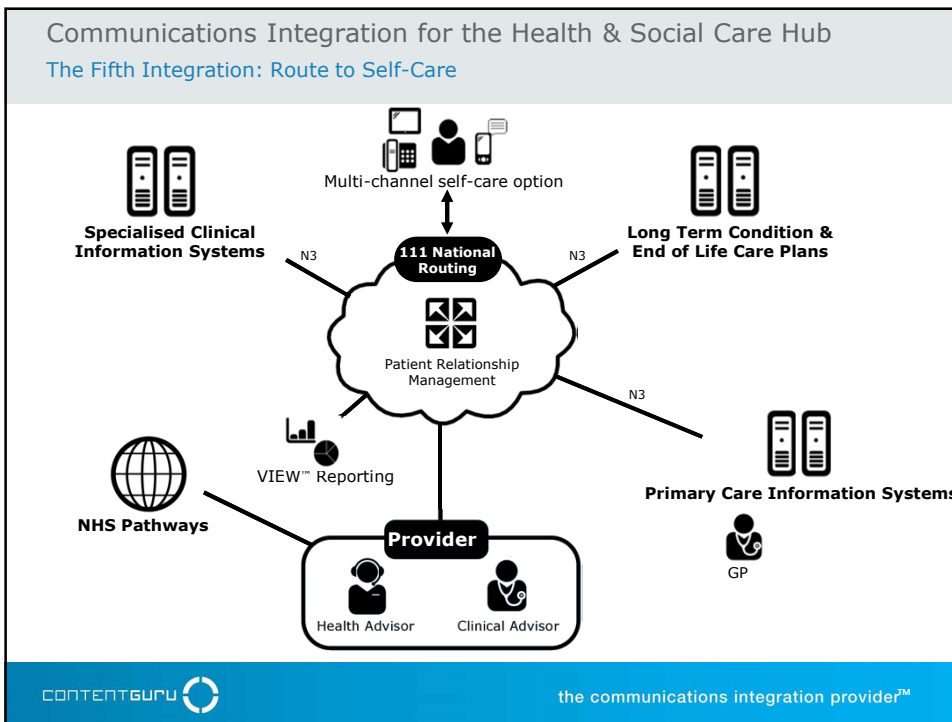 Communications Integration for the Health & Social Care Hub
The Fifth Integration: Route to Self-Care
Multi-channel self-care option
Specialised Clinical
Information Systems
Long Term Condition &
End of Life Care Plans
N3
111 National
Routing
N3
Patient Relationship
Management
N3
VIEW™ Reporting
NHS Pathways
Primary Care Information Systems
GP
Provider
Health Advisor
Clinical Advisor
CONTENTGURU
the communications integration provider™